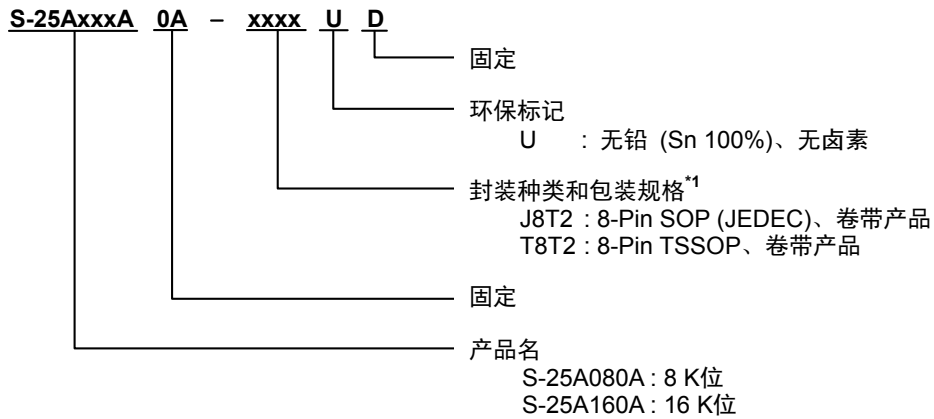 S-25AxxxA 0A – xxxx U D
固定
环保标记
U : 无铅 (Sn 100%)、无卤素
封装种类和包装规格*1
J8T2 : 8-Pin SOP (JEDEC)、卷带产品
T8T2 : 8-Pin TSSOP、卷带产品
固定
产品名
S-25A080A : 8 K位
S-25A160A : 16 K位